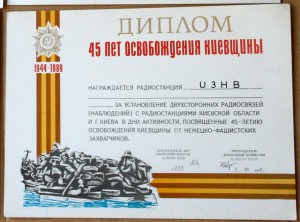 ДИПЛОМ
45 ЛЕТ ОСВОБОЖДЕНИЯ КИЕВЩИНЫ
1944-1989
НАГРАЖДАЕТСЯ РАДИОСТАНЦИЯ U3HB
ЗА УСТАНОВЛЕНИЕ ДВУХСТОРОННИХ РАДИОСВЯЗЕЙ
(НАБЛЮДЕНИЙ) С РАДИОСТАНЦИЯМИ КИЕВСКОЙ ОБЛАСТИ
И Г. КИЕВА В ДНИ АКТИВНОСТИ, ПОСВЯЩЕННЫЕ 45-ЛЕТИЮ
ОСВОБОЖДЕНИЯ КИЕВЩИНЫ ОТ НЕМЕЦКО-ФАШИСТСКИХ
ЗАХВАТЧИКОВ.